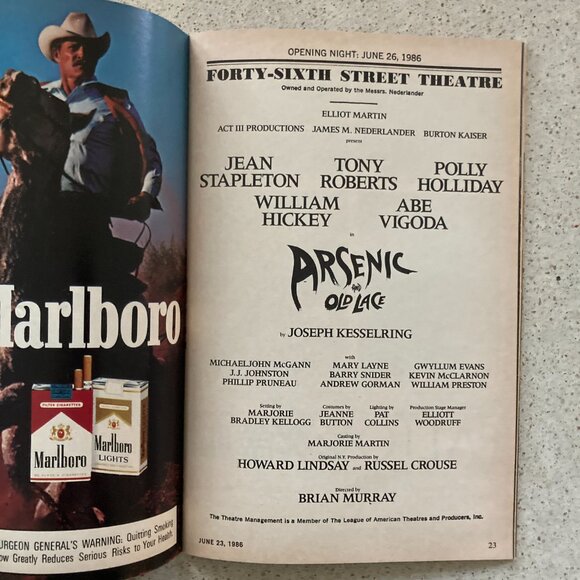 Marlboro
FILTER CIGARETTES
Marlboro
Marlboro
LIGHTS
SURGEON GENERAL'S WARNING: Quitting Smoking
Now Greatly Reduces Serious Risks to Your Health.
OPENING NIGHT: JUNE 26, 1986
FORTY-SIXTH STREET THEATRE
Owned and Operated by the Messrs. Nederlander
ELLIOT MARTIN
ACT III PRODUCTIONS JAMES M. NEDERLANDER BURTON KAISER
present
JEAN STAPLETON
TONY ROBERTS
POLLY HOLLIDAY
WILLIAM HICKEY
ABE VIGODA
in
ARSENIC
and
OLD LACE
by JOSEPH KESSELRING
with
MICHAELJOHN McGANN MARY LAYNE GWYLLUM EVANS
J.J. JOHNSTON BARRY SNIDER KEVIN McCLARNON
PHILLIP PRUNEAU ANDREW GORMAN WILLIAM PRESTON
Setting by
MARJORIE
BRADLEY KELLOGG
Costumes by
JEANNE
BUTTON
Lighting by
PAT
COLLINS
Production Stage Manager
ELLIOTT
WOODRUFF
Casting by
MARJORIE MARTIN
Original N.Y. Production by
HOWARD LINDSAY and RUSSEL CROUSE
Directed by
BRIAN MURRAY
The Theatre Management is a Member of The League of American Theatres and Producers, Inc.
JUNE 23, 1986
23